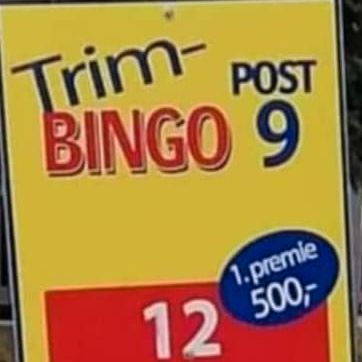 Trim-
BINGO
POST
9
1. premie
500,-
12